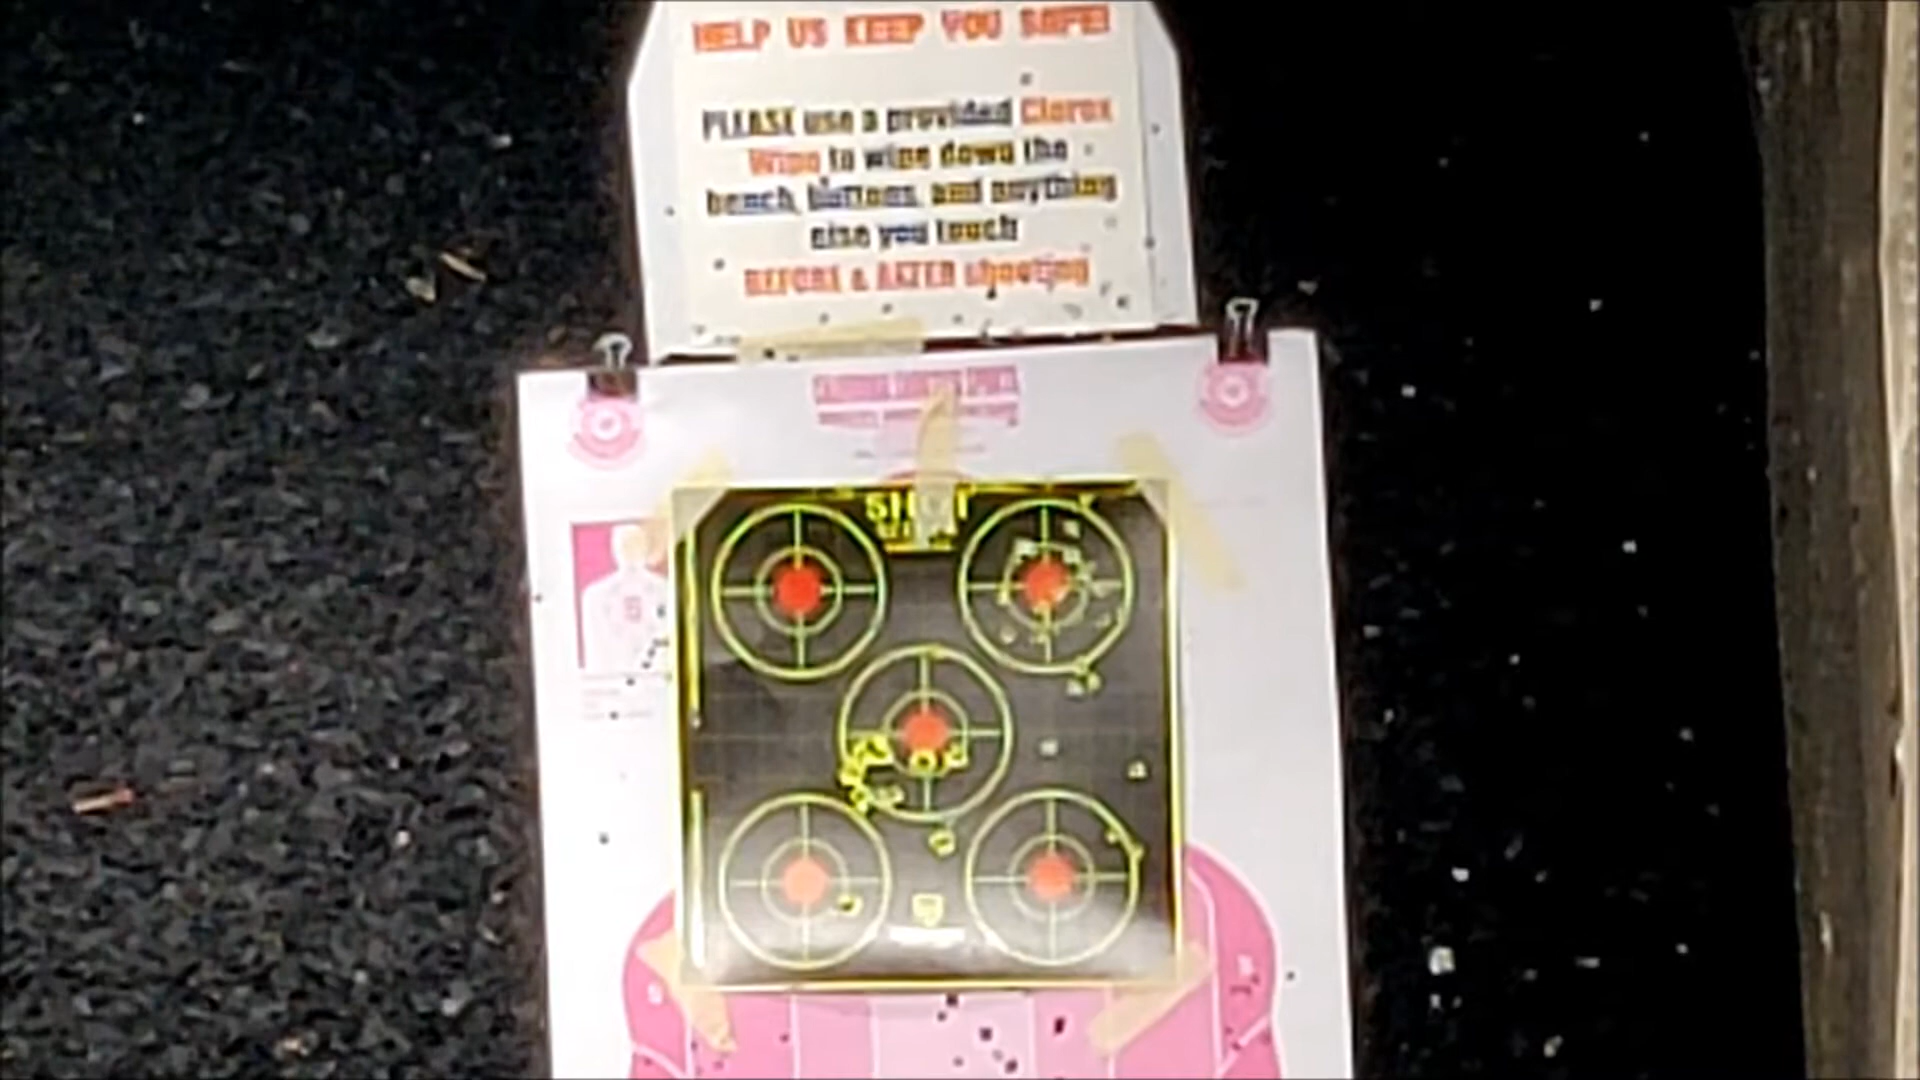 HELP US KEEP YOU SAFE!
PLEASE use a provided Clorox
Wipe to wipe down the
bench, buttons, and anything
else you touch
BEFORE & AFTER shooting